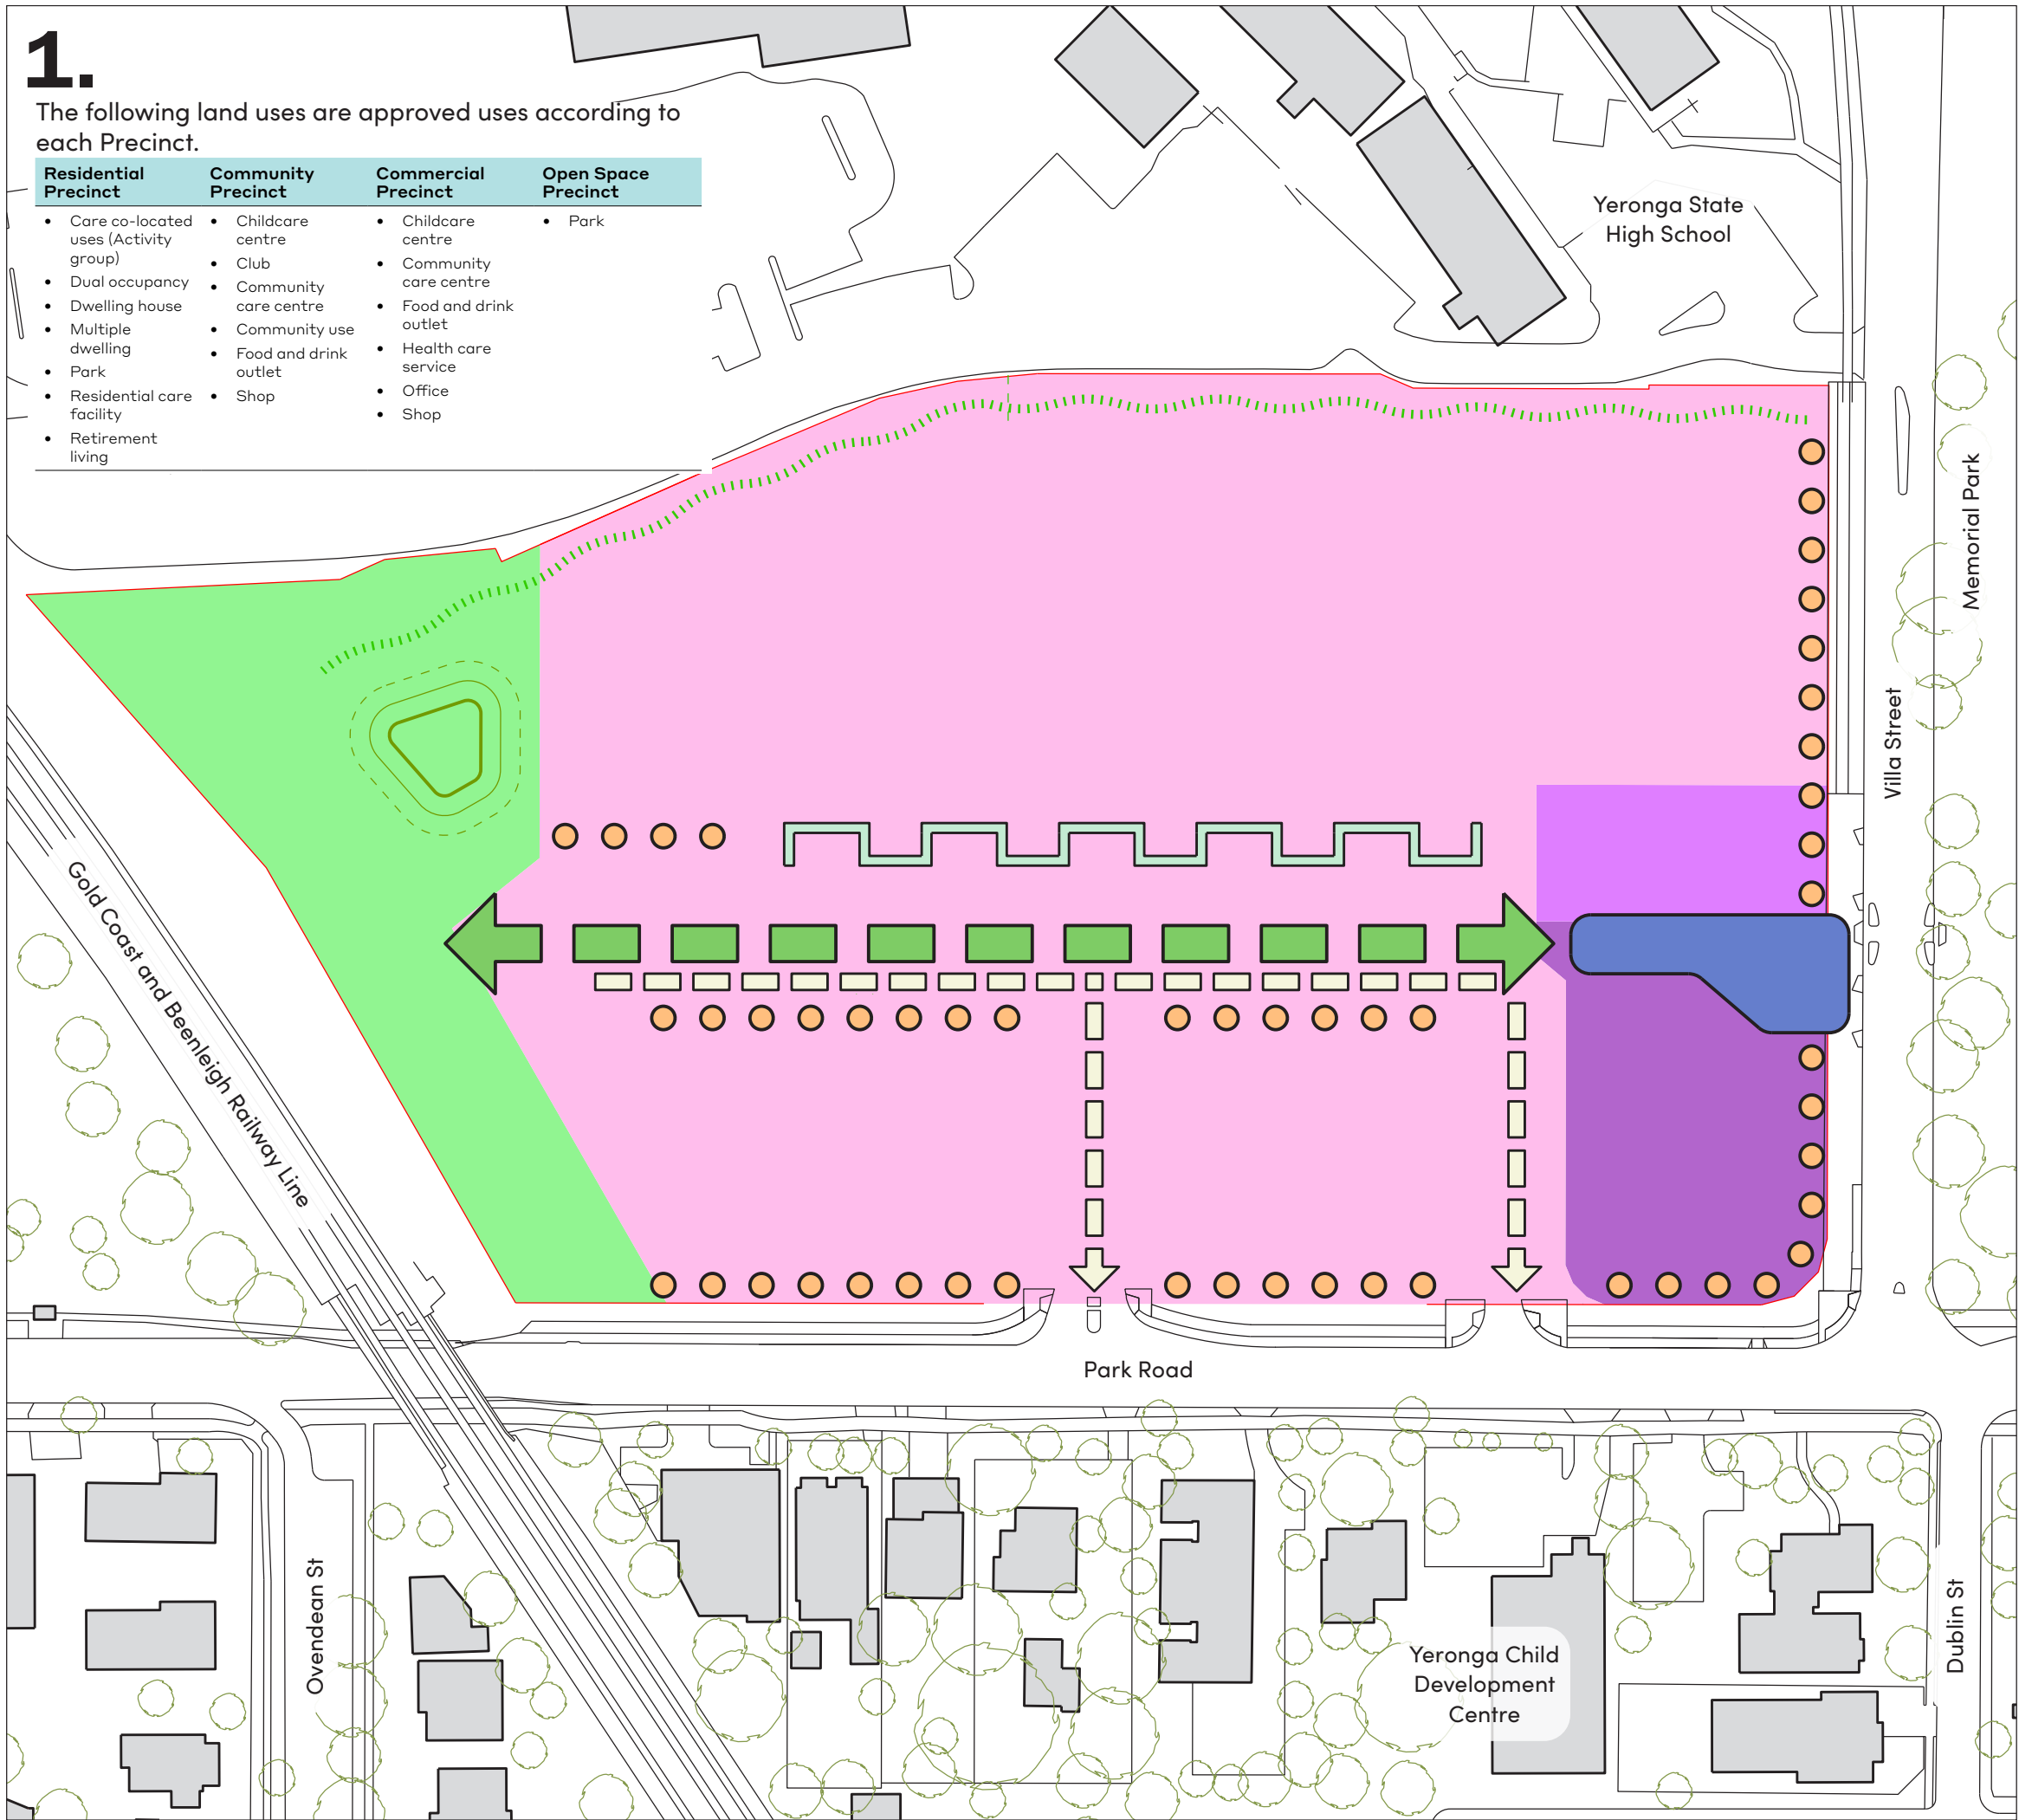 1.
The following land uses are approved uses according to
each Precinct.
Residential
Precinct
Community
Precinct
Commercial
Precinct
Open Space
Precinct
• Care co-located
uses (Activity
group)
• Dual occupancy
• Dwelling house
• Multiple
dwelling
• Park
• Residential care
facility
• Retirement
living
• Childcare
centre
• Club
• Community
care centre
• Community use
• Food and drink
outlet
• Shop
• Childcare
centre
• Community
care centre
• Food and drink
outlet
• Health care
service
• Office
• Shop
• Park
Yeronga State
High School
Memorial Park
Villa Street
Gold Coast and Beenleigh Railway Line
Park Road
Ovendean St
Yeronga Child
Development
Centre
Dublin St